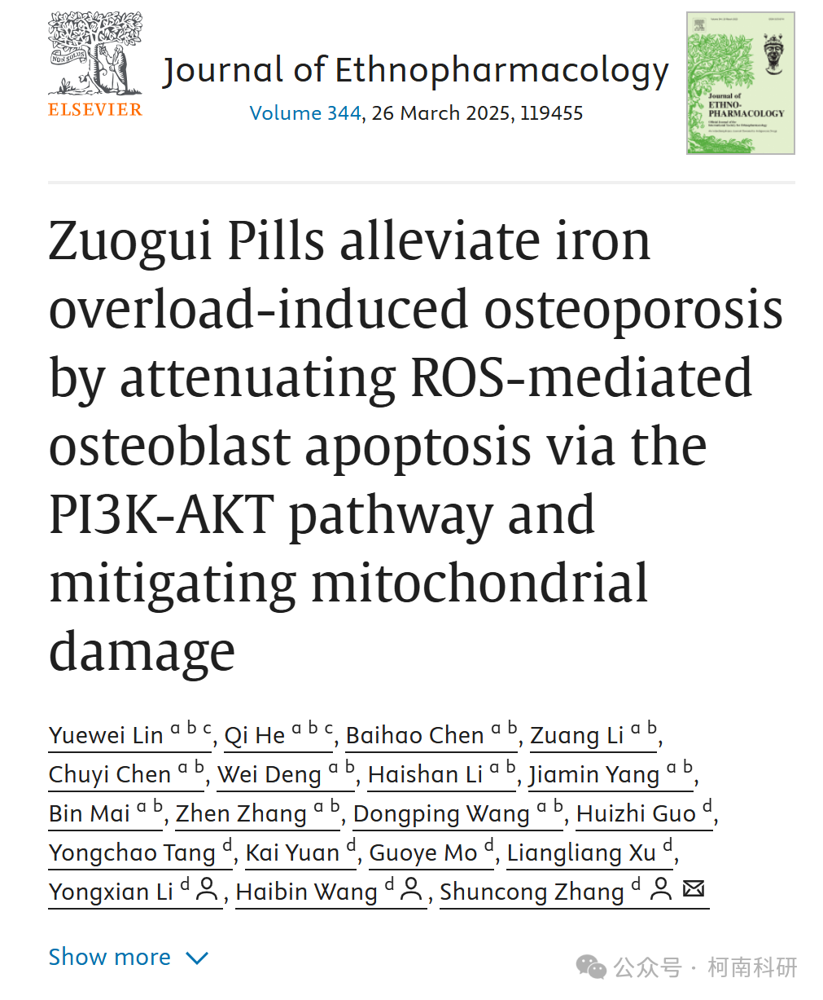 NON SOLUS
ELSEVIER
Journal of Ethnopharmacology
Volume 344, 26 March 2025, 119455
Journal of
ETHNO-
PHARMACOLOGY
Zuogui Pills alleviate iron
overload-induced osteoporosis
by attenuating ROS-mediated
osteoblast apoptosis via the
PI3K-AKT pathway and
mitigating mitochondrial
damage
Yuewei Lin a b c, Qi He a b c, Baihao Chen a b, Zuang Li a b,
Chuyi Chen a b, Wei Deng a b, Haishan Li a b, Jiamin Yang a b,
Bin Mai a b, Zhen Zhang a b, Dongping Wang a b, Huizhi Guo d,
Yongchao Tang d, Kai Yuan d, Guoye Mo d, Liangliang Xu d,
Yongxian Li d, Haibin Wang d, Shuncong Zhang d
Show more
公众号 · 柯南科研